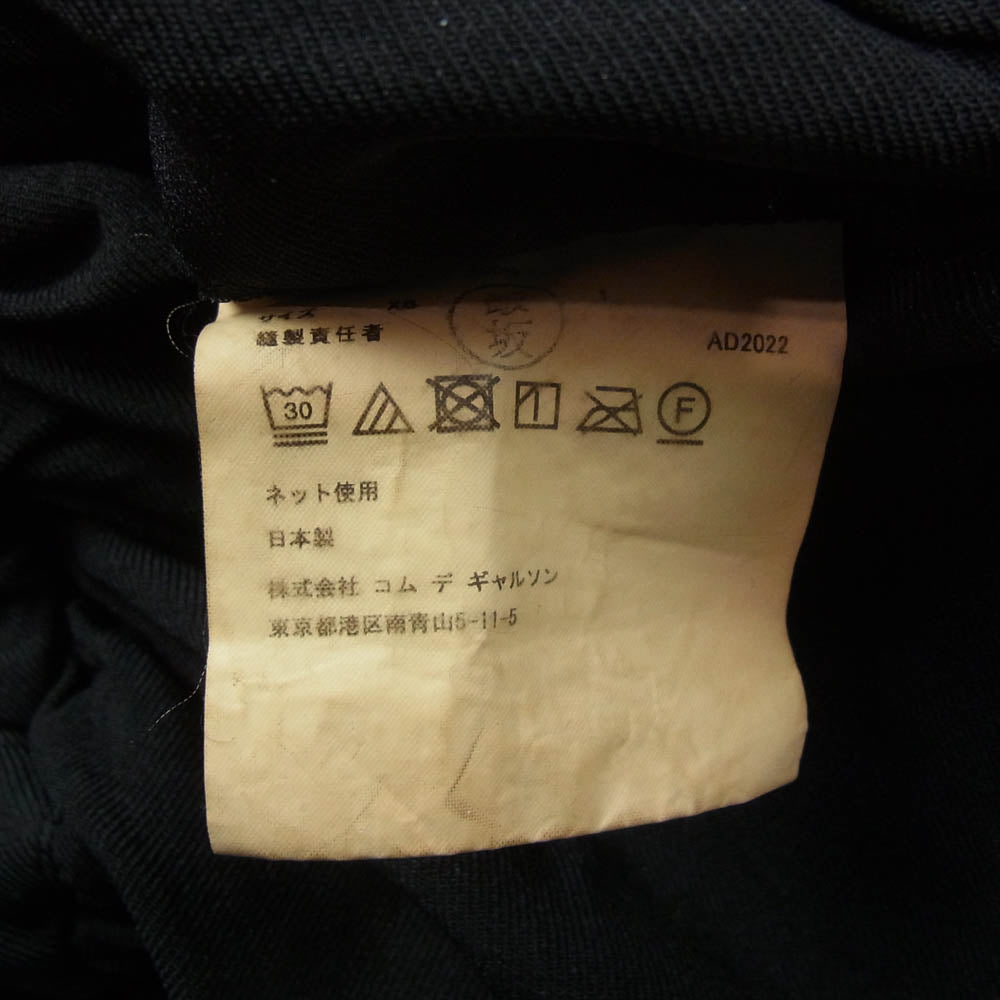 サイズ XS
縫製責任者 坂 AD2022
30 F
ネット使用
日本製
株式会社 コム デ ギャルソン
東京都港区南青山5-11-5